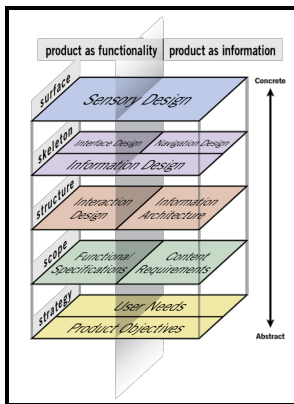 product as functionality
product as information
Concrete
surface
Sensory Design
skeleton
Interface Design
Navigation Design
Information Design
structure
Interaction
Design
Information
Architecture
scope
Functional
Specifications
Content
Requirements
strategy
User Needs
Product Objectives
Abstract